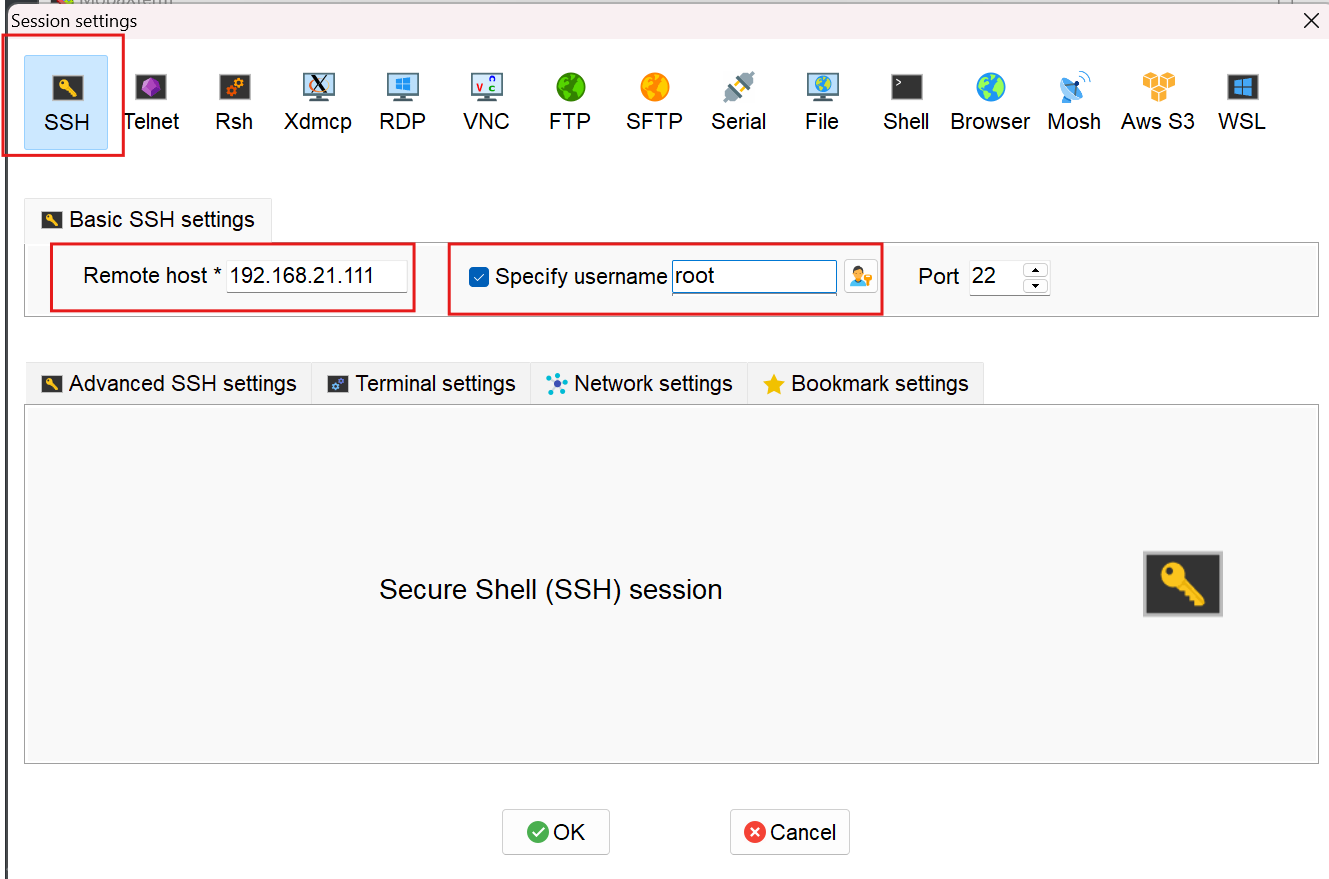 MobaXterm
Session settings
SSH Telnet Rsh Xdmcp RDP VNC FTP SFTP Serial File Shell Browser Mosh Aws S3 WSL
Basic SSH settings
Remote host * 192.168.21.111 Specify username root Port 22
Advanced SSH settings Terminal settings Network settings Bookmark settings
Secure Shell (SSH) session
OK Cancel